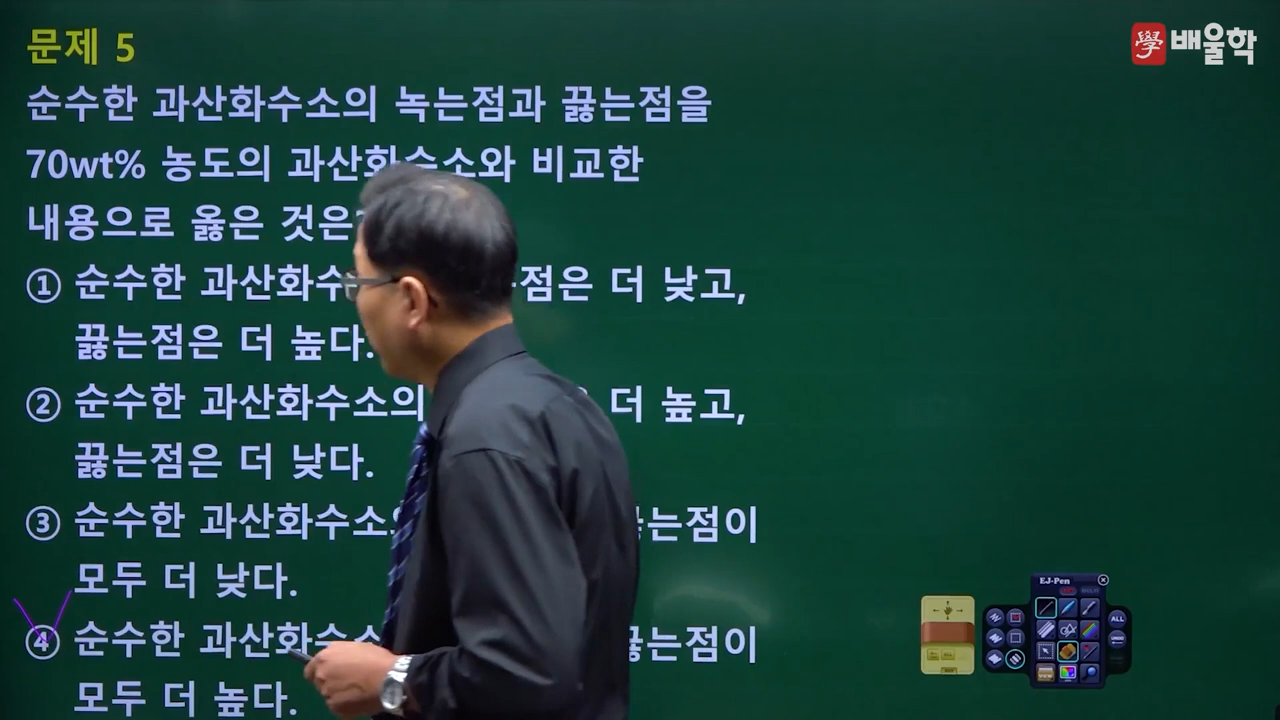 문제 5
學 배울학
순수한 과산화수소의 녹는점과 끓는점을
70wt% 농도의 과산화수소와 비교한
내용으로 옳은 것은?
① 순수한 과산화수 점은 더 낮고,
끓는점은 더 높다.
② 순수한 과산화수소의 더 높고,
끓는점은 더 낮다.
③ 순수한 과산화수소 끓는점이
모두 더 낮다.
④ 순수한 과산화수소 끓는점이
모두 더 높다.
EJ-Pen
ALL
UNDO